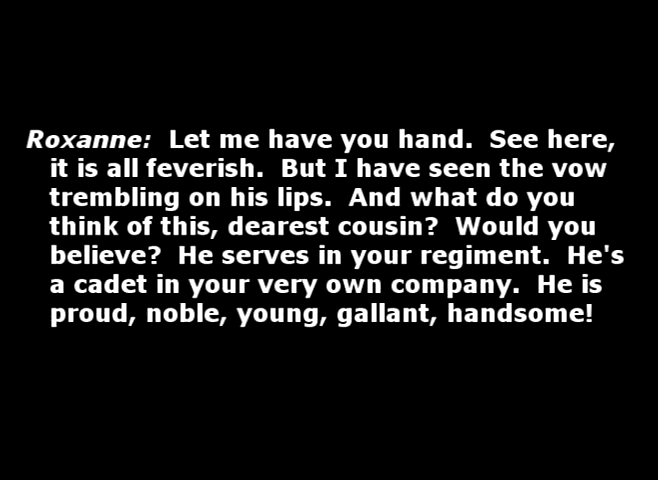 Roxanne: Let me have you hand. See here,
it is all feverish. But I have seen the vow
trembling on his lips. And what do you
think of this, dearest cousin? Would you
believe? He serves in your regiment. He's
a cadet in your very own company. He is
proud, noble, young, gallant, handsome!